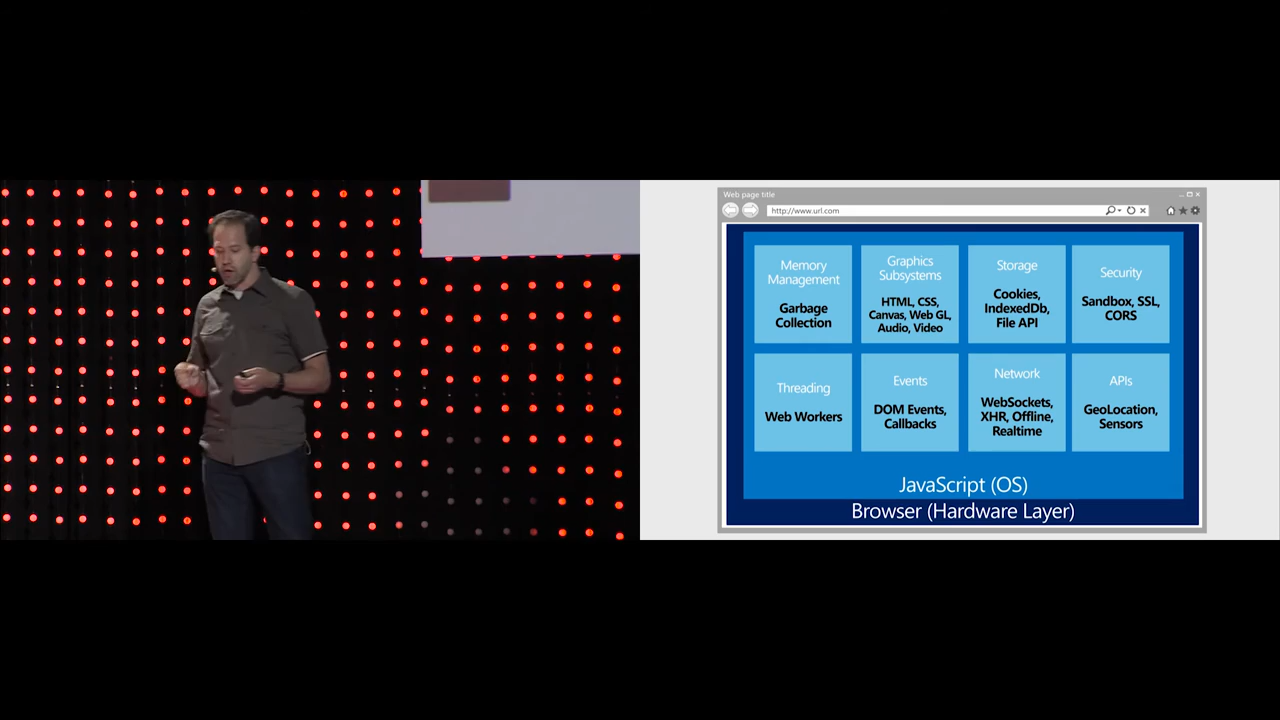 Web page title
http://www.url.com
Memory
Management
Garbage
Collection
Graphics
Subsystems
HTML, CSS,
Canvas, Web GL,
Audio, Video
Storage
Cookies,
IndexedDb,
File API
Security
Sandbox, SSL,
CORS
Threading
Web Workers
Events
DOM Events,
Callbacks
Network
WebSockets,
XHR, Offline,
Realtime
APIs
GeoLocation,
Sensors
JavaScript (OS)
Browser (Hardware Layer)